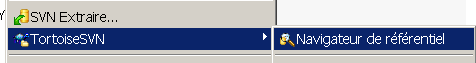 SVN Extraire...
TortoiseSVN
Navigateur de référentiel